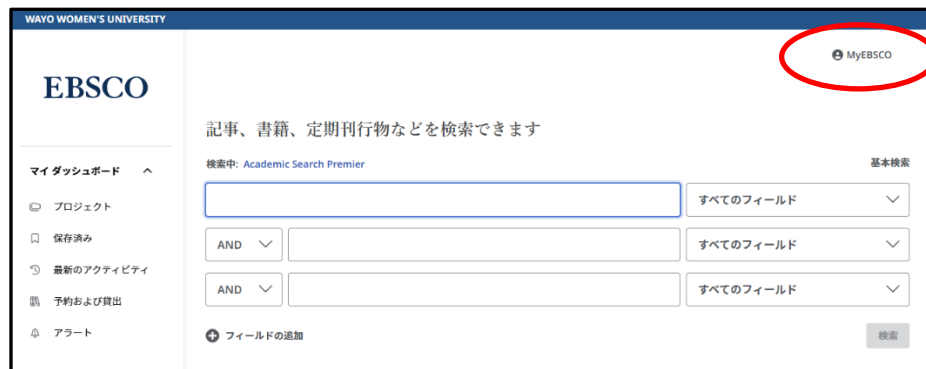 WAYO WOMEN'S UNIVERSITY
MyEBSCO
EBSCO
記事、書籍、定期刊行物などを検索できます
検索中: Academic Search Premier
基本検索
マイ ダッシュボード
すべてのフィールド
プロジェクト
保存済み
AND
すべてのフィールド
最新のアクティビティ
予約および貸出
AND
すべてのフィールド
アラート
フィールドの追加
検索